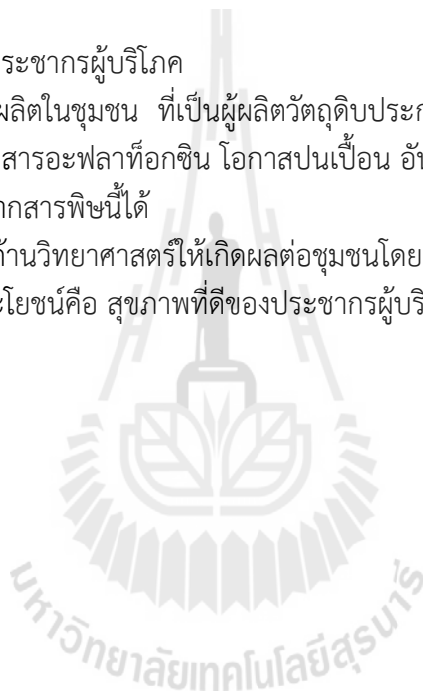 ระชากรผู้บริโภค
ผลิตในชุมชน ที่เป็นผู้ผลิตวัตถุดิบประก
สารอะฟลาท็อกซิน โอกาสปนเปื้อน อัน
ากสารพิษนี้ได้
ด้านวิทยาศาสตร์ให้เกิดผลต่อชุมชนโดย
ะโยชน์คือ สุขภาพที่ดีของประชากรผู้บริ
มหาวิทยาลัยเทคโนโลยีสุรนารี